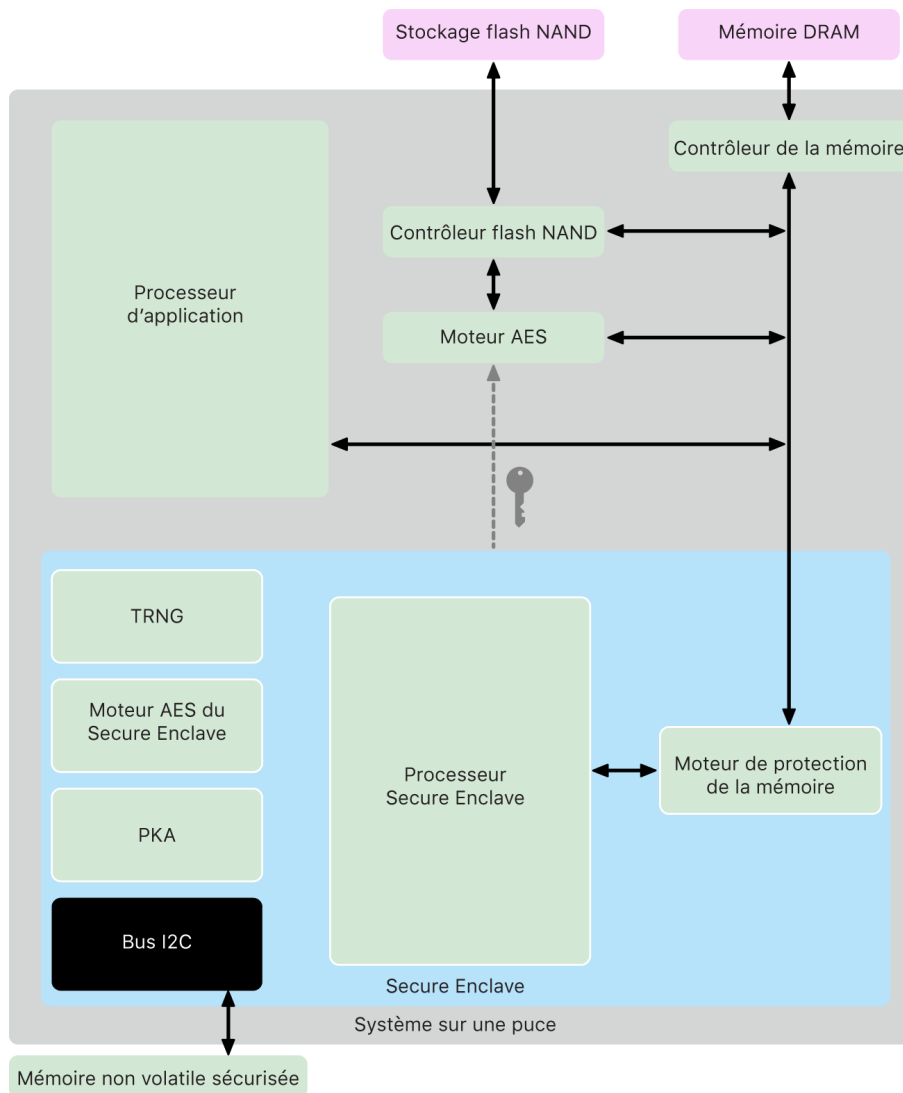 Stockage flash NAND
Mémoire DRAM
Contrôleur de la mémoire
Contrôleur flash NAND
Processeur
d’application
Moteur AES
TRNG
Moteur AES du
Secure Enclave
PKA
Bus I2C
Processeur
Secure Enclave
Moteur de protection
de la mémoire
Secure Enclave
Système sur une puce
Mémoire non volatile sécurisée